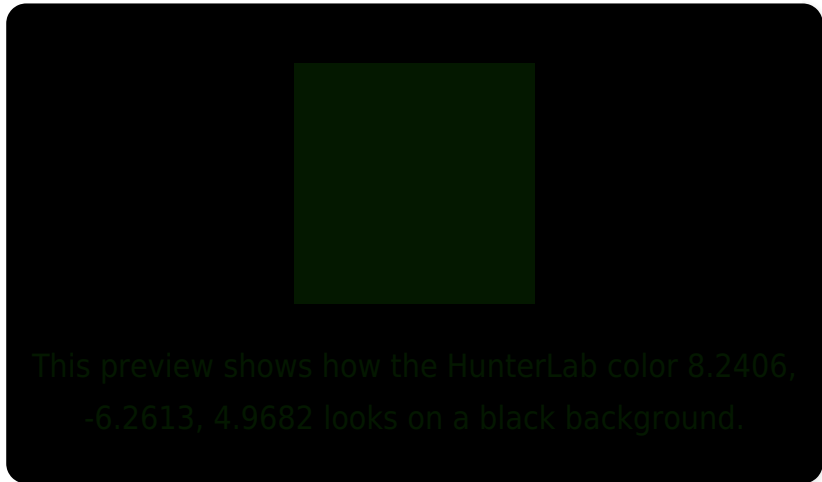 This preview shows how the HunterLab color 8.2406,
-6.2613, 4.9682 looks on a black background.